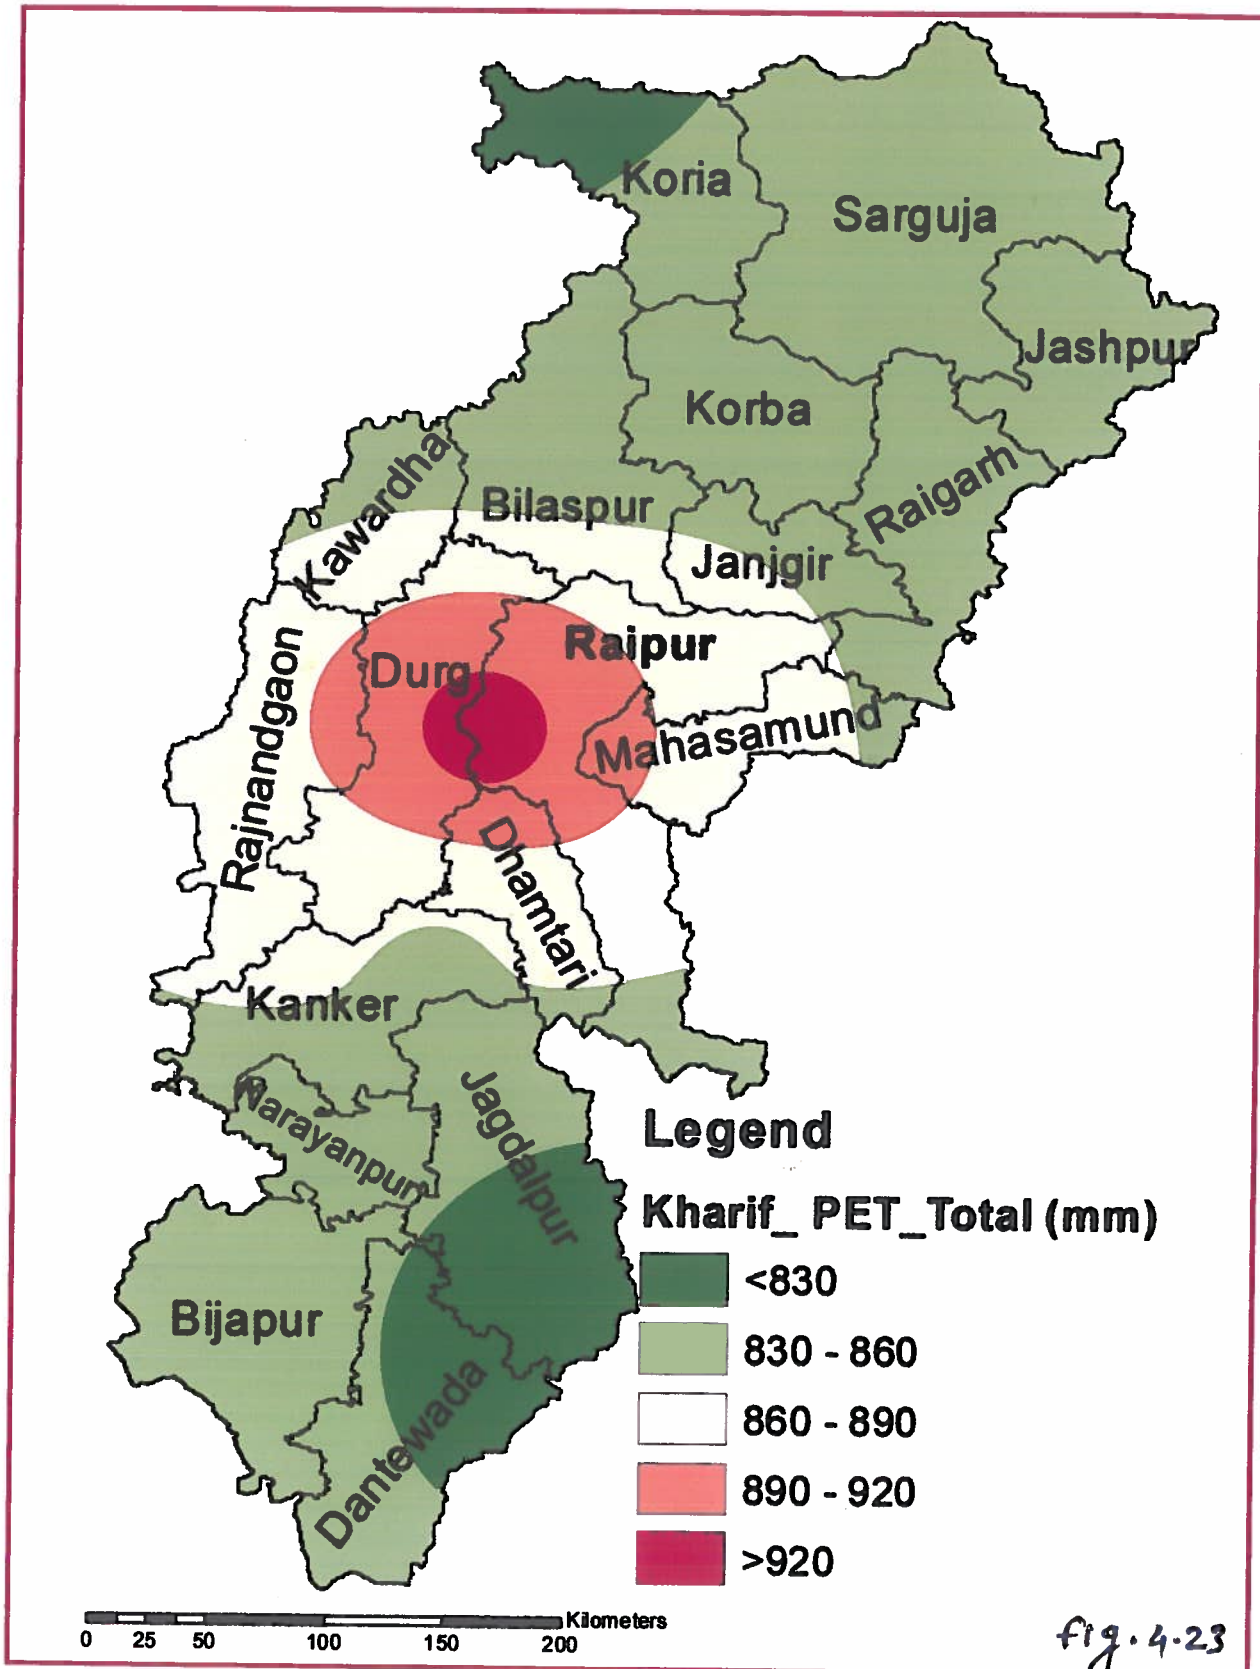 Koria
Sarguja
Jashpur
Korba
Kawardha
Bilaspur
Raigarh
Janjgir
Rajnandgaon
Durg
Raipur
Mahasamund
Dhamtari
Kanker
Narayanpur
Jagdalpur
Bijapur
Dantewada
Legend
Kharif_ PET_Total (mm)
<830
830 - 860
860 - 890
890 - 920
>920
Kilometers
0 25 50 100 150 200
fig. 4.23